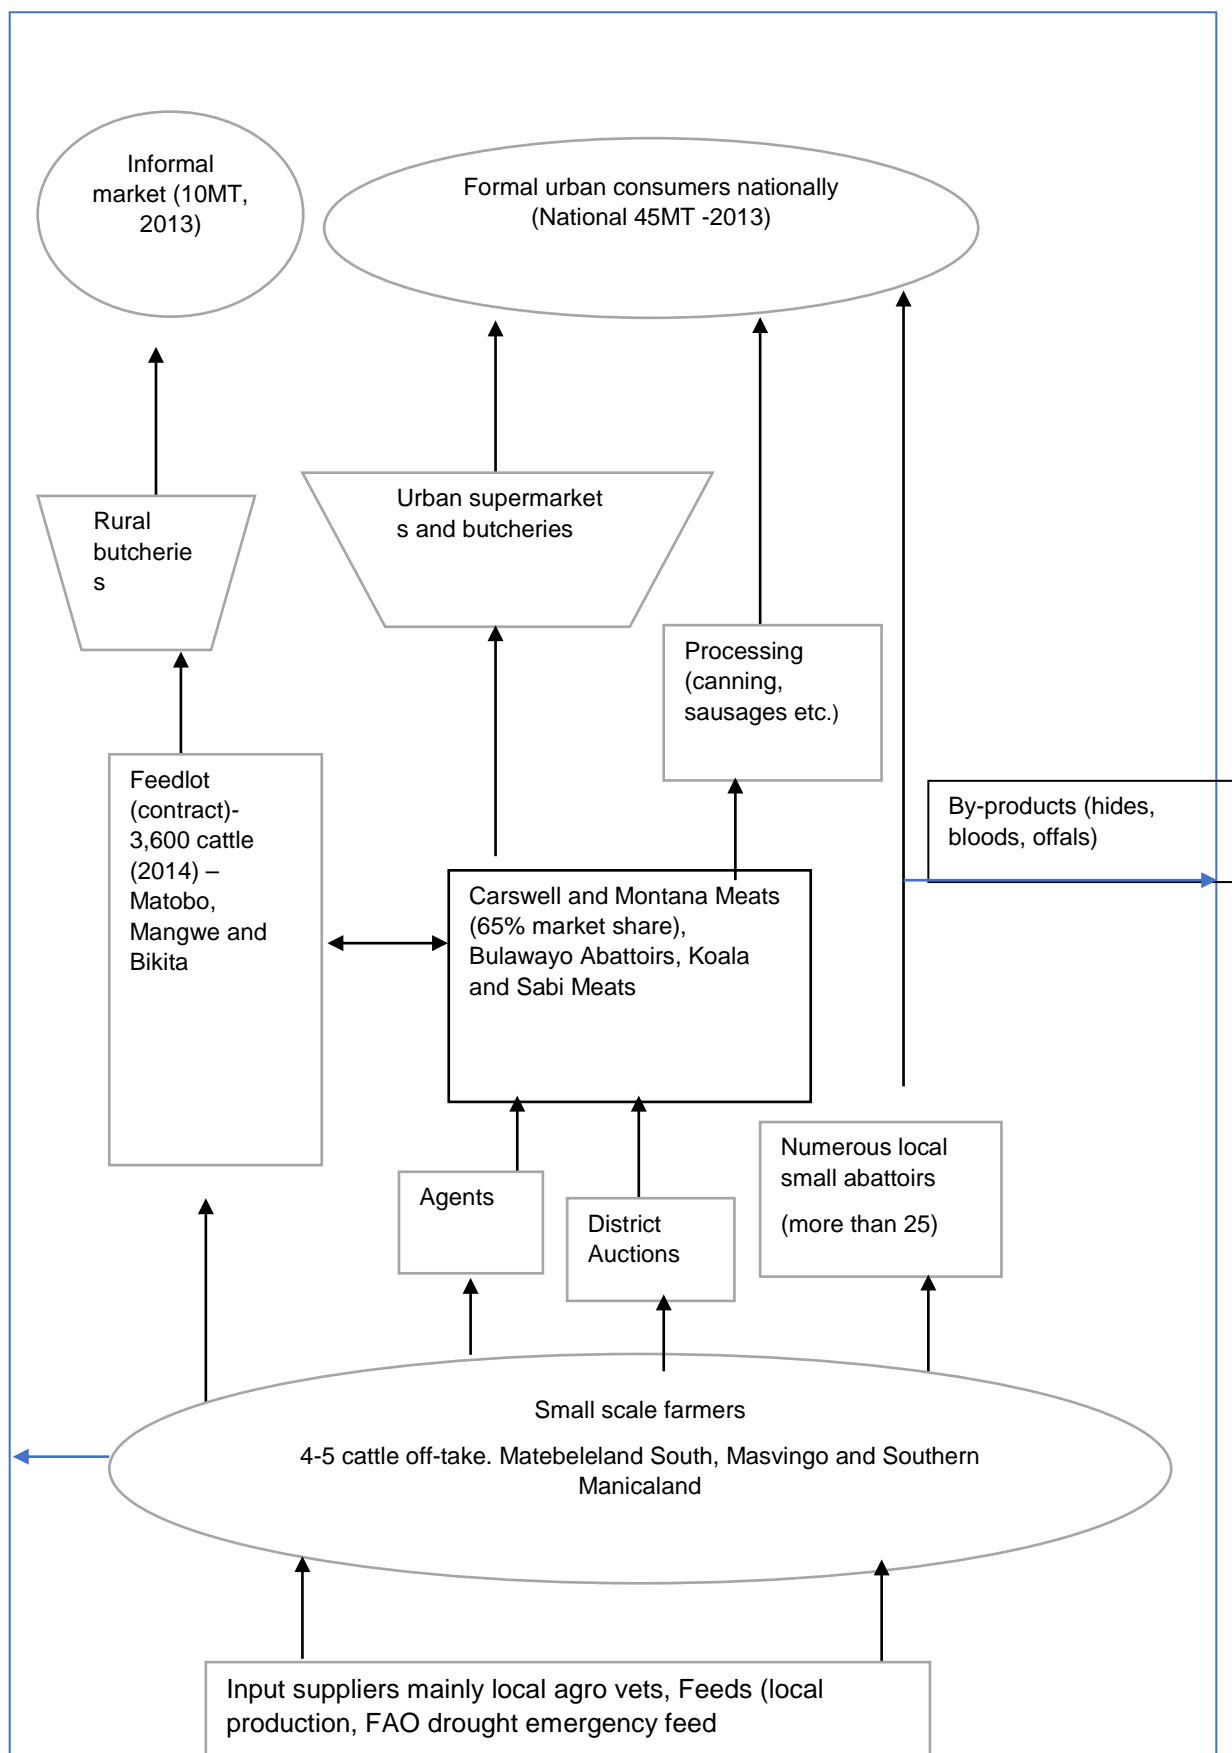 Informal
market (10MT,
2013)
Formal urban consumers nationally
(National 45MT -2013)
Rural
butcherie
s
Urban supermarket
s and butcheries
Processing
(canning,
sausages etc.)
Feedlot
(contract)-
3,600 cattle
(2014) –
Matobo,
Mangwe and
Bikita
By-products (hides,
bloods, offals)
Carswell and Montana Meats
(65% market share),
Bulawayo Abattoirs, Koala
and Sabi Meats
Agents
District
Auctions
Numerous local
small abattoirs
(more than 25)
Small scale farmers
4-5 cattle off-take. Matebeleland South, Masvingo and Southern
Manicaland
Input suppliers mainly local agro vets, Feeds (local
production, FAO drought emergency feed